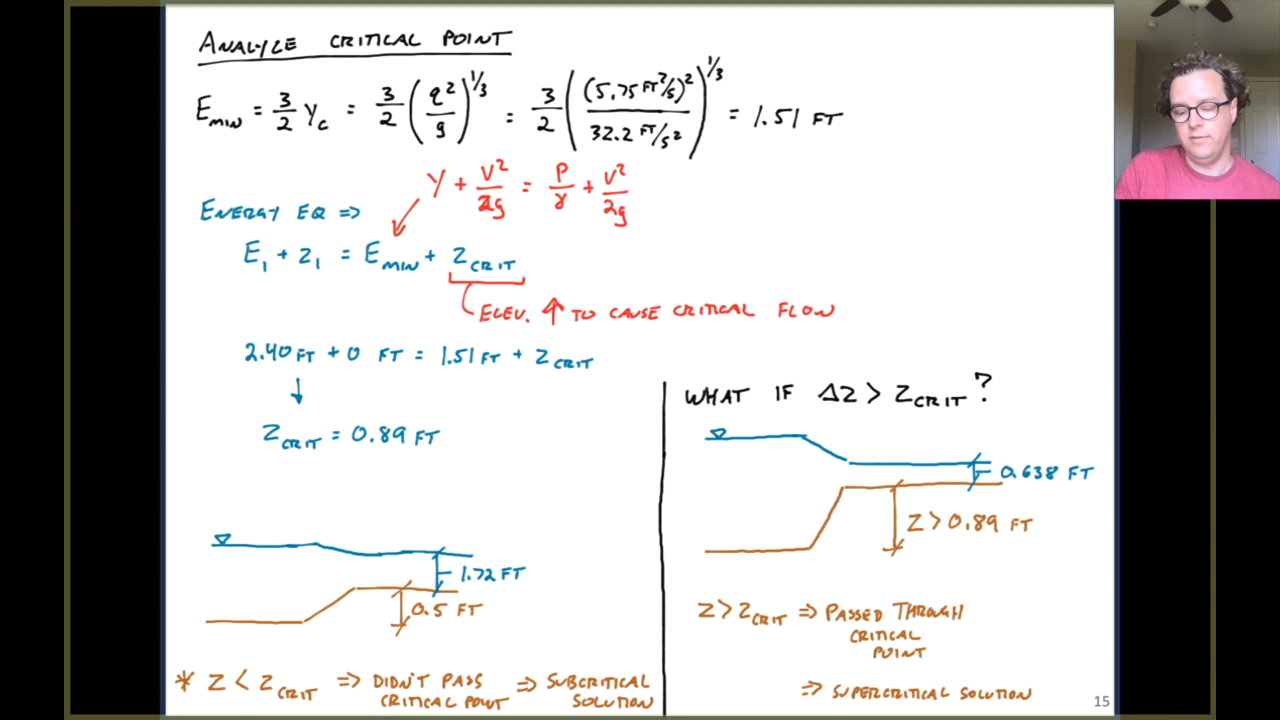 ANALYZE CRITICAL POINT
E_MIN = 3/2 Y_C = 3/2 (q²/g)^1/3 = 3/2 ((5.75 FT²/S)²/32.2 FT/S²)^1/3 = 1.51 FT
Y + V²/2g = P/γ + V²/2g
ENERGY EQ ⇒
E₁ + Z₁ = E_MIN + Z_CRIT
ELEV. ↑ TO CAUSE CRITICAL FLOW
2.40 FT + 0 FT = 1.51 FT + Z_CRIT
↓
Z_CRIT = 0.89 FT
1.72 FT
0.5 FT
* Z < Z_CRIT ⇒ DIDN'T PASS CRITICAL POINT ⇒ SUBCRITICAL SOLUTION
WHAT IF ΔZ > Z_CRIT?
0.638 FT
Z > 0.89 FT
Z > Z_CRIT ⇒ PASSED THROUGH
CRITICAL
POINT
⇒ SUPERCRITICAL SOLUTION
15